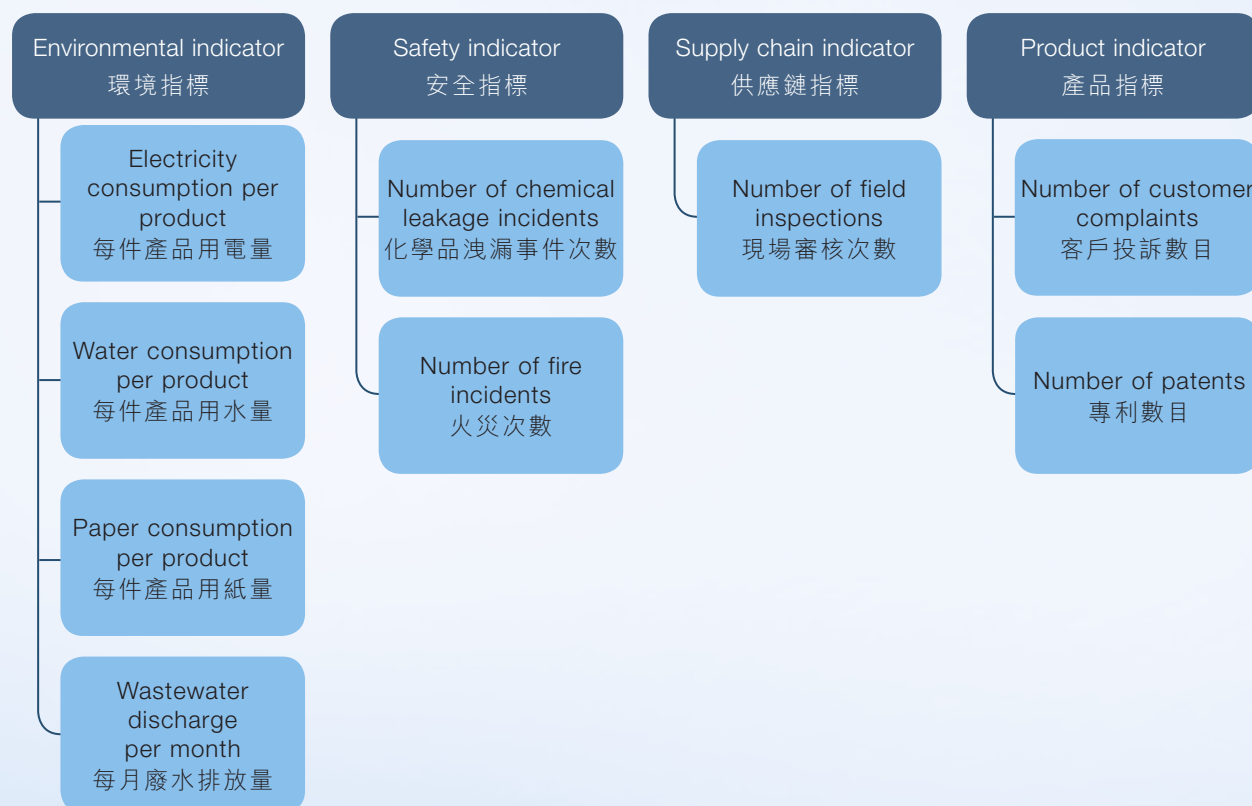 Environmental indicator
環境指標
Electricity
consumption per
product
每件產品用電量
Water consumption
per product
每件產品用水量
Paper consumption
per product
每件產品用紙量
Wastewater
discharge
per month
每月廢水排放量
Safety indicator
安全指標
Number of chemical
leakage incidents
化學品洩漏事件次數
Number of fire
incidents
火災次數
Supply chain indicator
供應鏈指標
Number of field
inspections
現場審核次數
Product indicator
產品指標
Number of customer
complaints
客戶投訴數目
Number of patents
專利數目